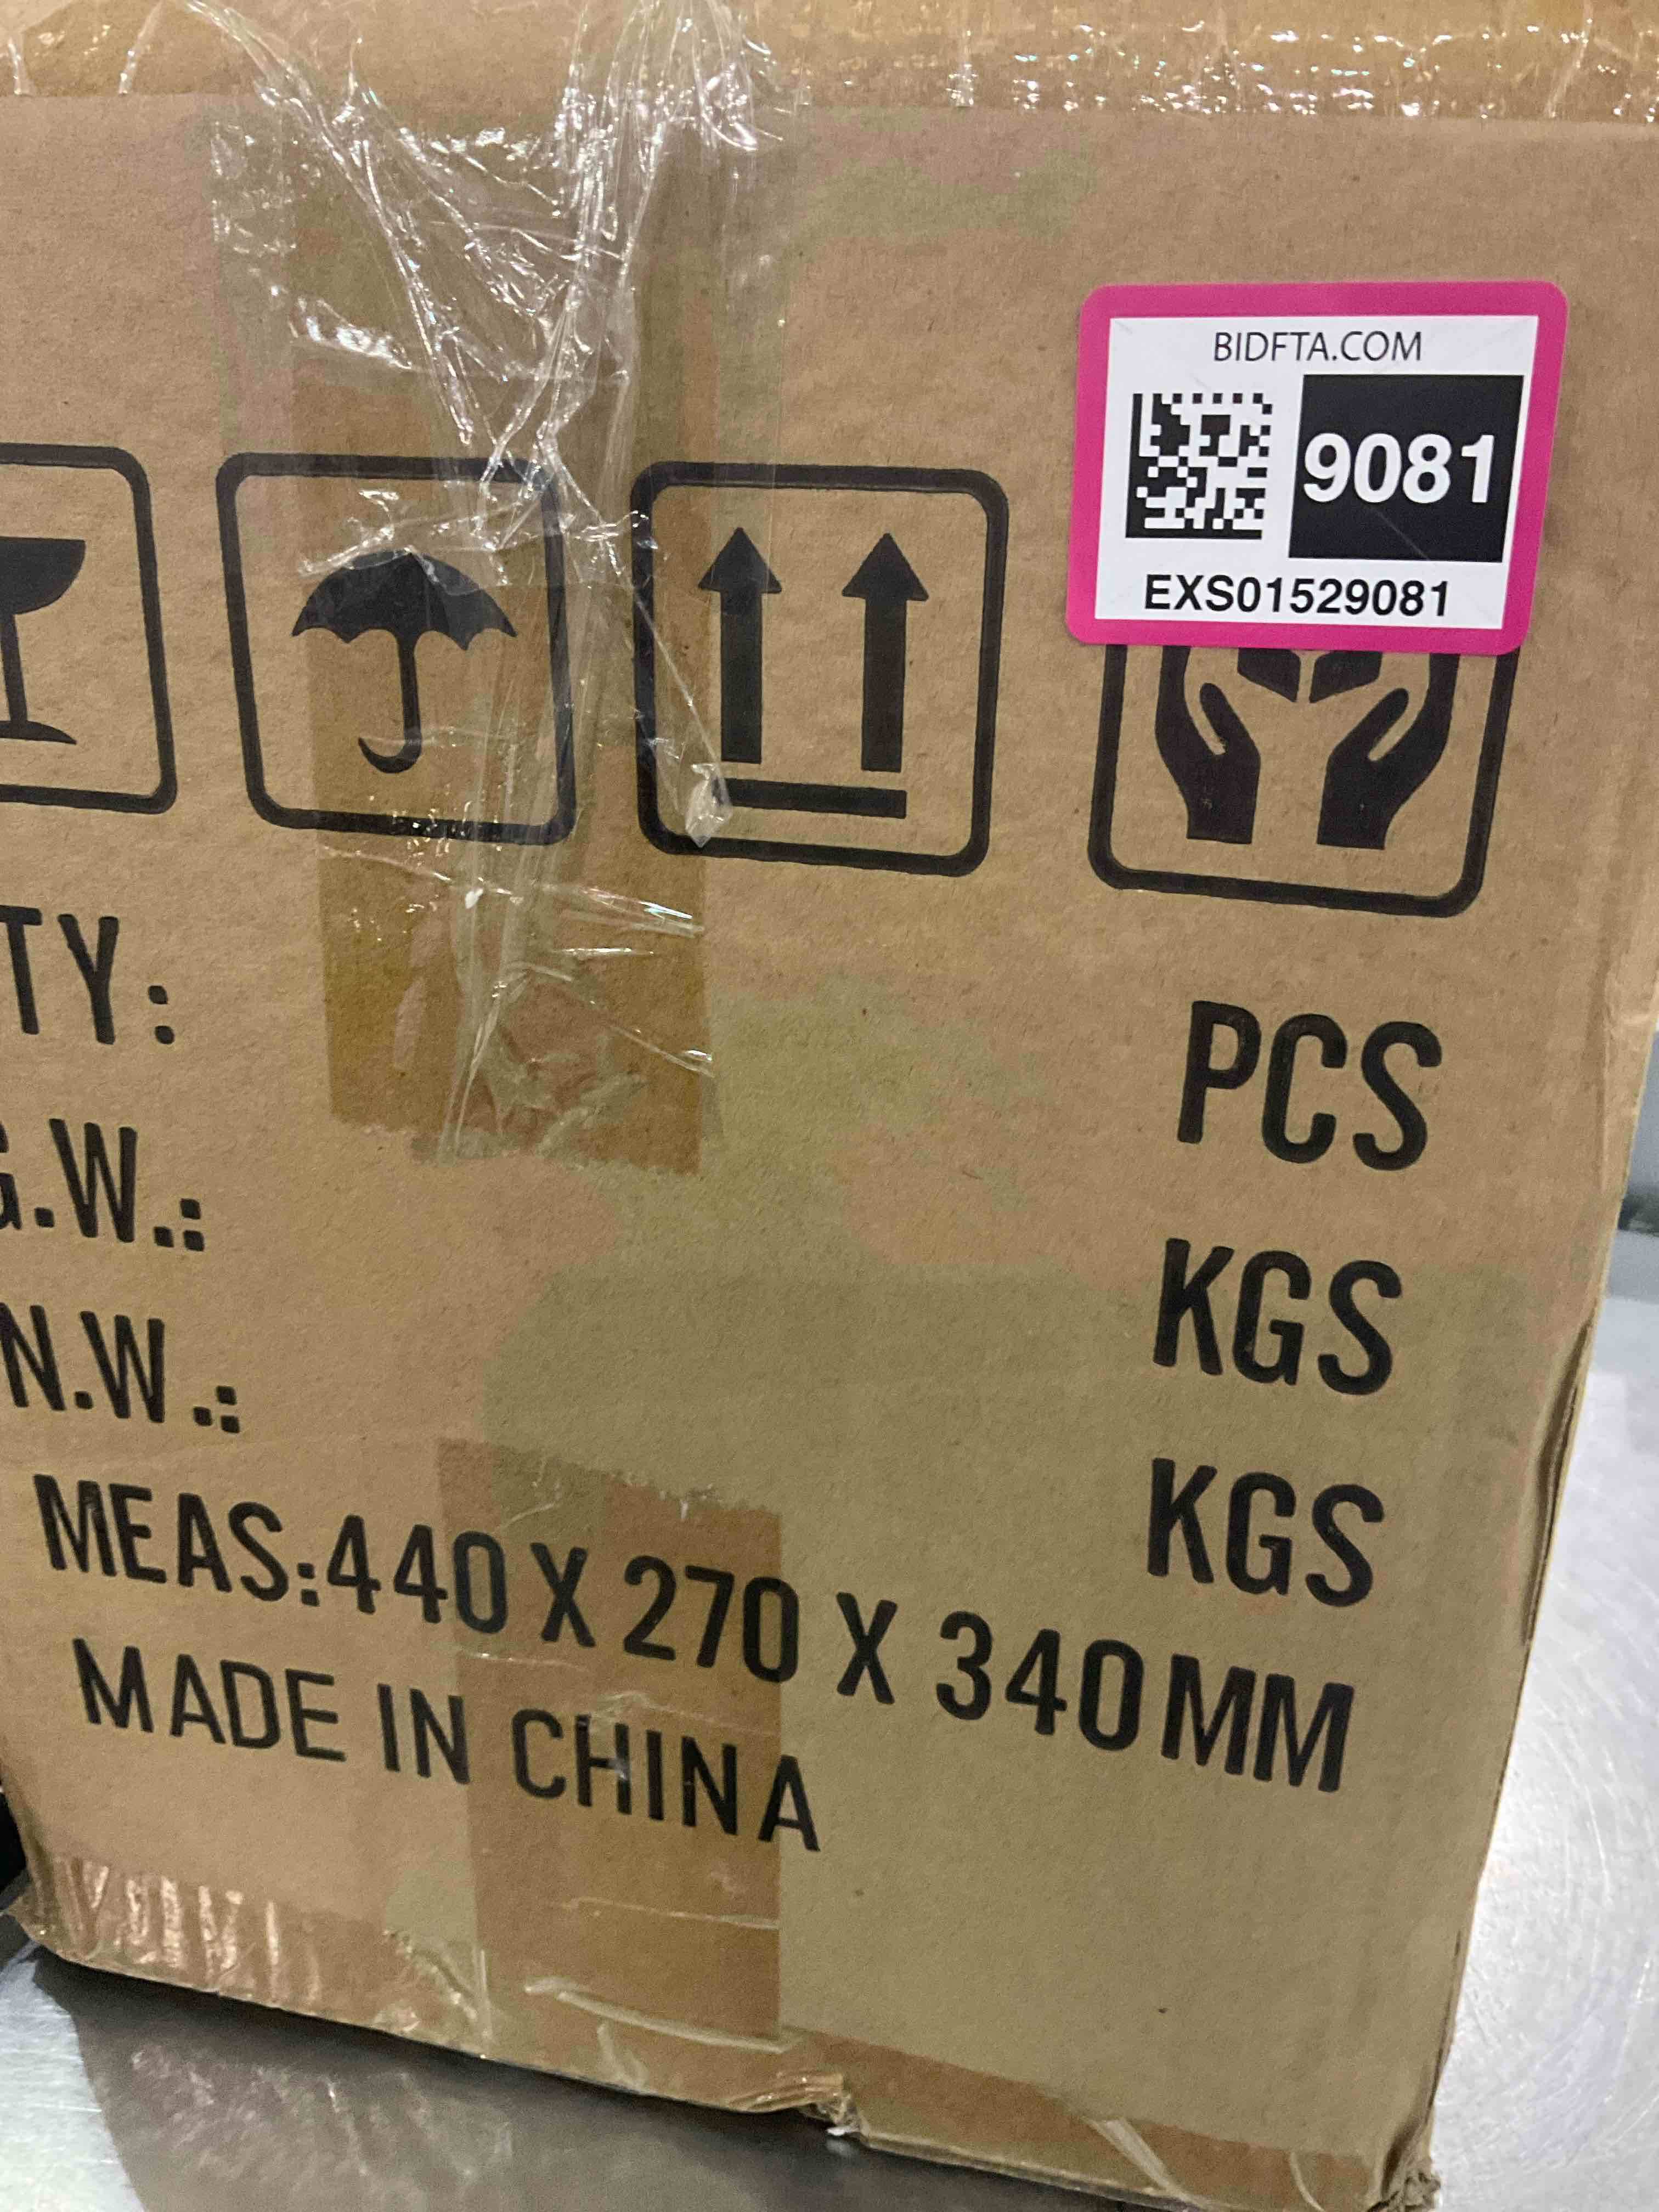 BIDFTA.COM
9081
EXS01529081
TY: PCS
G.W.: KGS
N.W.: KGS
MEAS:440 X 270 X 340MM
MADE IN CHINA